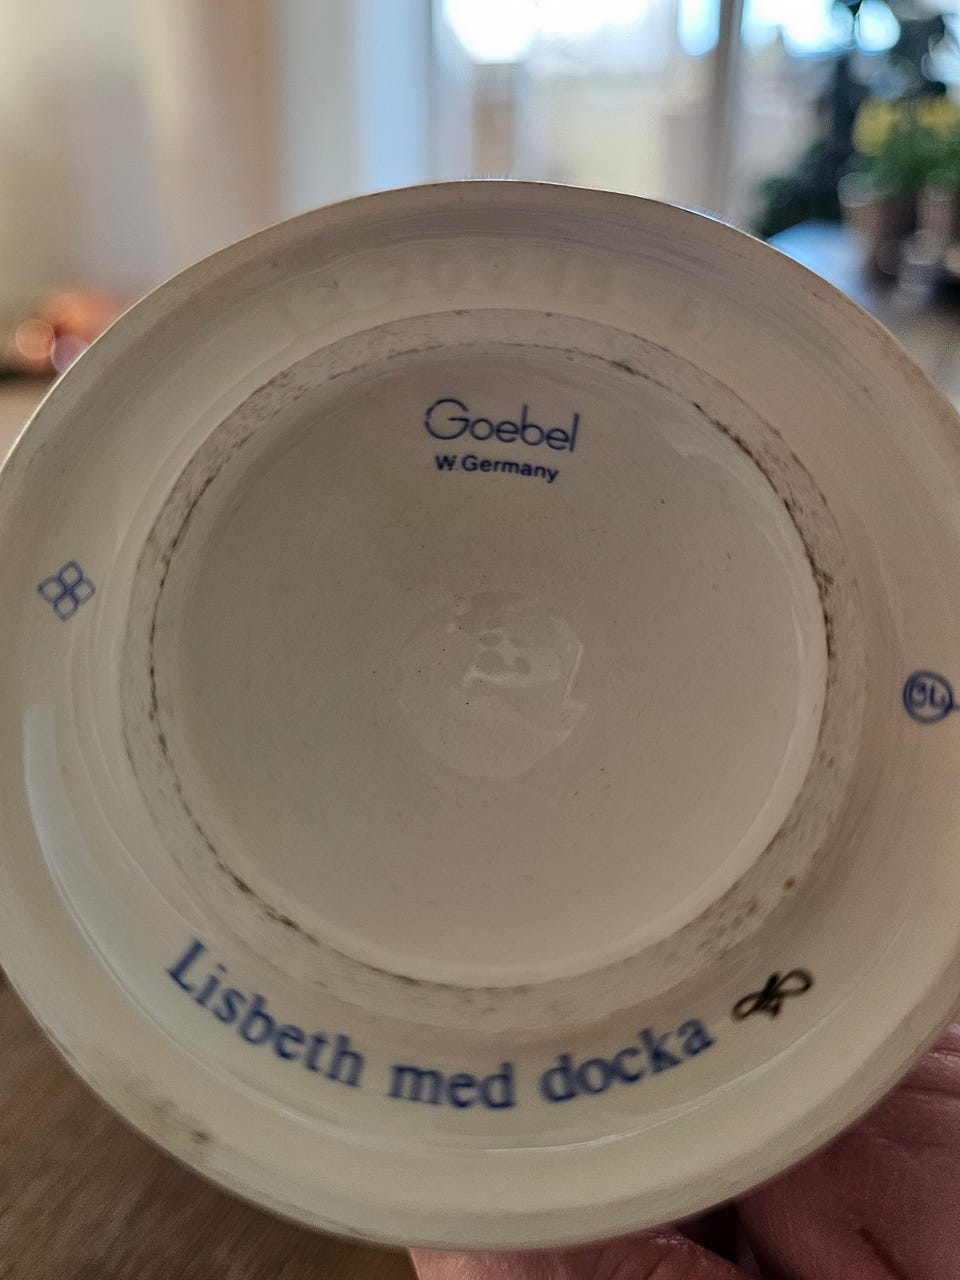 Goebel
W.Germany
Lisbeth med docka